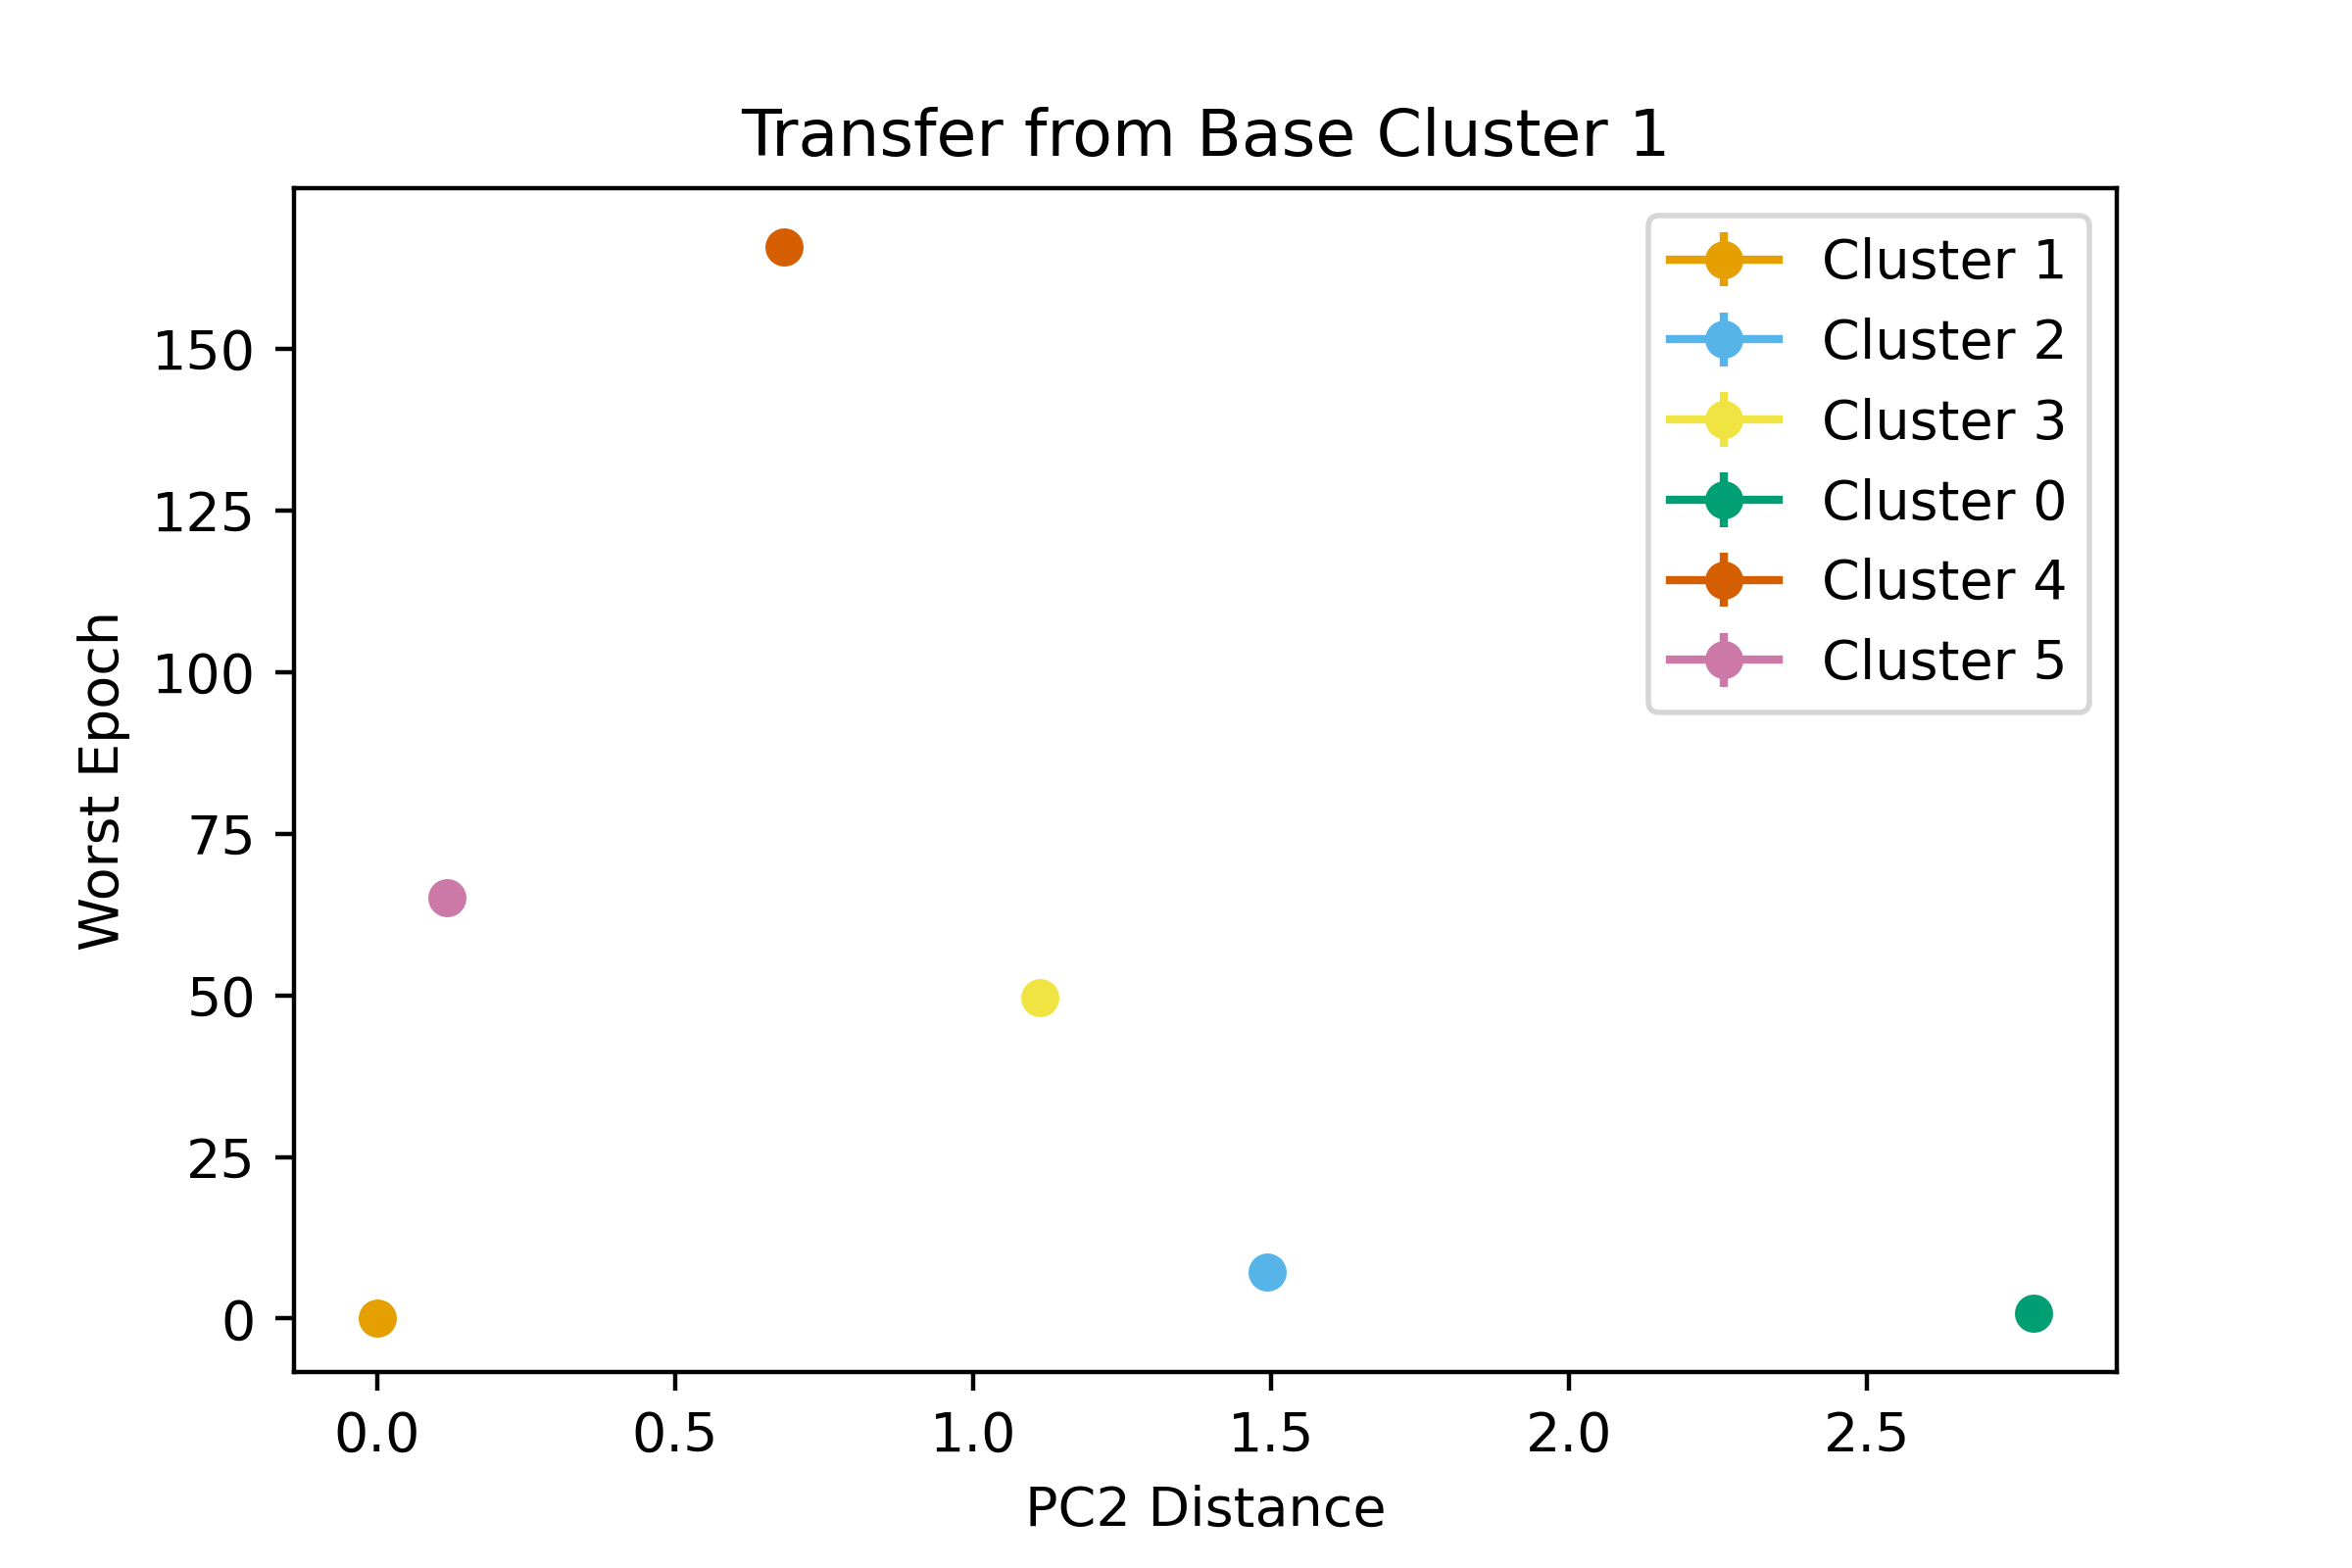 Transfer from Base Cluster 1
Cluster 1
Cluster 2
Cluster 3
Cluster 0
Cluster 4
Cluster 5
150
125
100
75
50
25
0
Worst Epoch
0.0 0.5 1.0 1.5 2.0 2.5
PC2 Distance